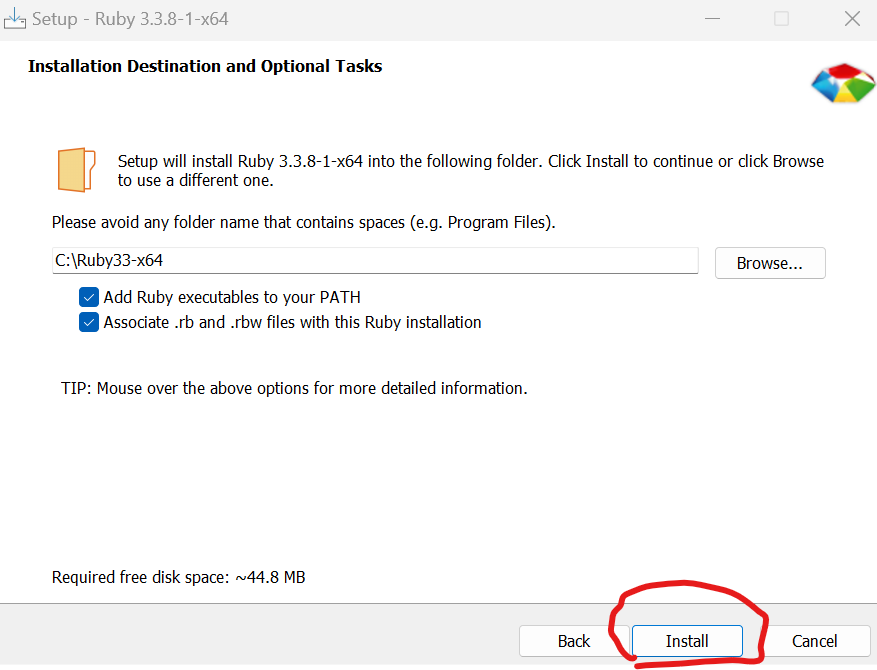 Setup - Ruby 3.3.8-1-x64
Installation Destination and Optional Tasks
Setup will install Ruby 3.3.8-1-x64 into the following folder. Click Install to continue or click Browse
to use a different one.
Please avoid any folder name that contains spaces (e.g. Program Files).
C:\Ruby33-x64
Browse...
Add Ruby executables to your PATH
Associate .rb and .rbw files with this Ruby installation
TIP: Mouse over the above options for more detailed information.
Required free disk space: ~44.8 MB
Back
Install
Cancel